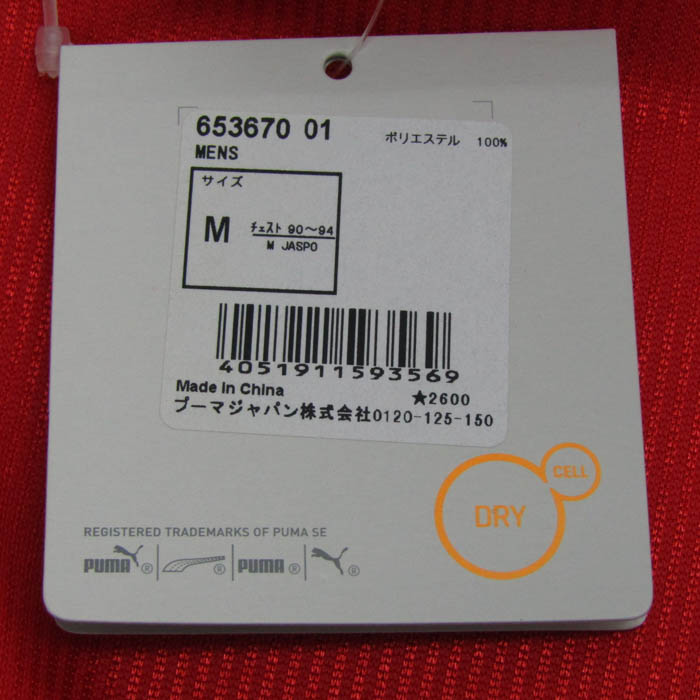 653670 01
MENS
ポリエステル 100%
サイズ
M
チェスト 90～94
M JASPO
4051911593569
Made in China
★2600
プーマジャパン株式会社0120-125-150
CELL
DRY
REGISTERED TRADEMARKS OF PUMA SE
PUMA® ® PUMA® ®